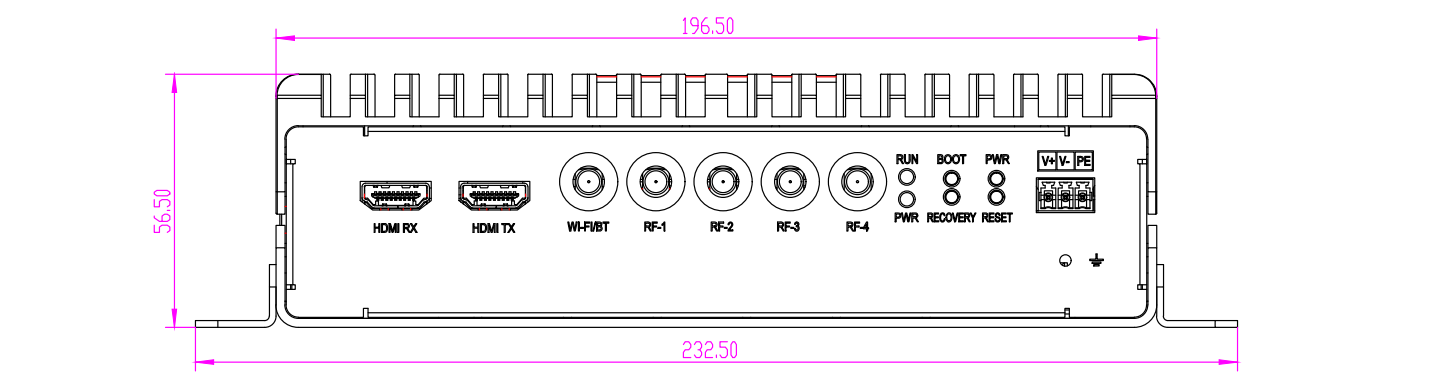 196.50
RUN BOOT PWR V+ V- PE
56.50
HDMI RX HDMI TX WI-FI/BT RF-1 RF-2 RF-3 RF-4 PWR RECOVERY RESET
232.50